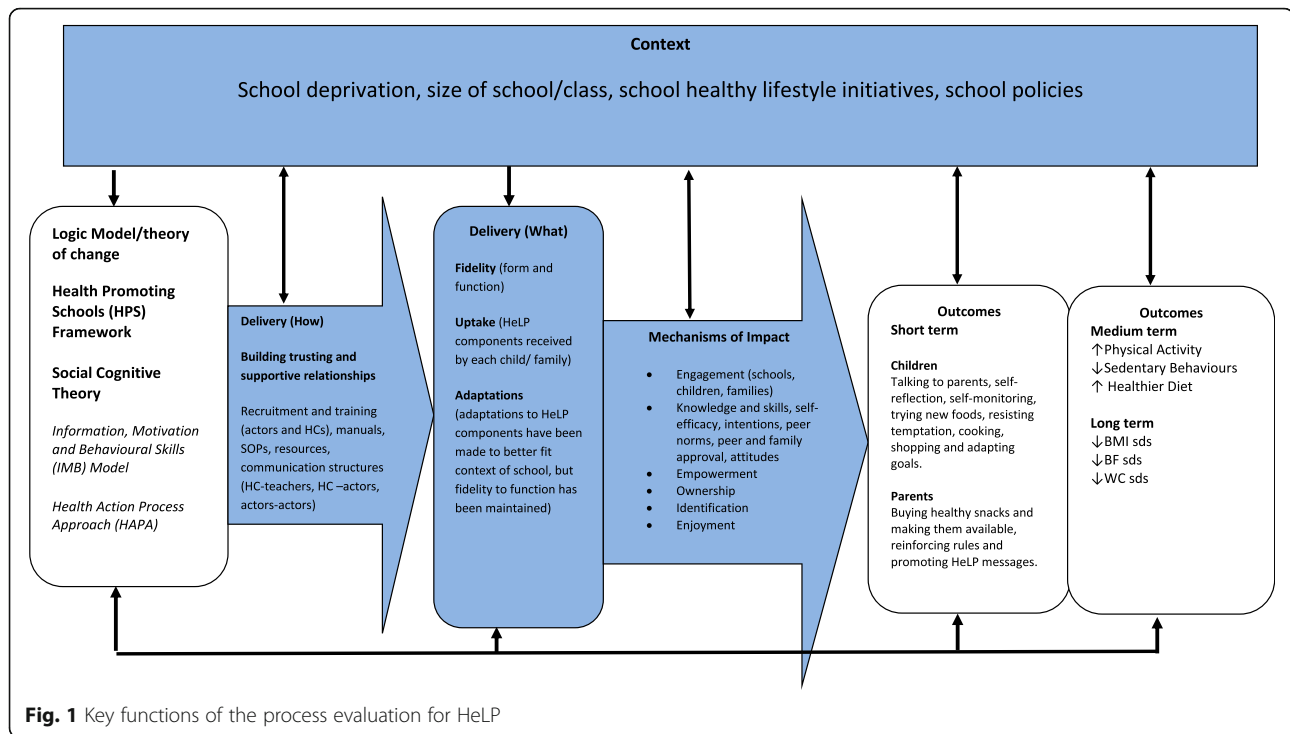 Context
School deprivation, size of school/class, school healthy lifestyle initiatives, school policies
Logic Model/theory
of change
Health Promoting
Schools (HPS)
Framework
Social Cognitive
Theory
Information, Motivation
and Behavioural Skills
(IMB) Model
Health Action Process
Approach (HAPA)
Delivery (How)
Building trusting and
supportive relationships
Recruitment and training
(actors and HCs), manuals,
SOPs, resources,
communication structures
(HC-teachers, HC –actors,
actors-actors)
Delivery (What)
Fidelity (form and
function)
Uptake (HeLP
components received
by each child/ family)
Adaptations
(adaptations to HeLP
components have been
made to better fit
context of school, but
fidelity to function has
been maintained)
Mechanisms of Impact
• Engagement (schools,
children, families)
• Knowledge and skills, self-
efficacy, intentions, peer
norms, peer and family
approval, attitudes
• Empowerment
• Ownership
• Identification
• Enjoyment
Outcomes
Short term
Children
Talking to parents, self-
reflection, self-monitoring,
trying new foods, resisting
temptation, cooking,
shopping and adapting
goals.
Parents
Buying healthy snacks and
making them available,
reinforcing rules and
promoting HeLP messages.
Outcomes
Medium term
↑Physical Activity
↓Sedentary Behaviours
↑ Healthier Diet
Long term
↓BMI sds
↓BF sds
↓WC sds
Fig. 1 Key functions of the process evaluation for HeLP